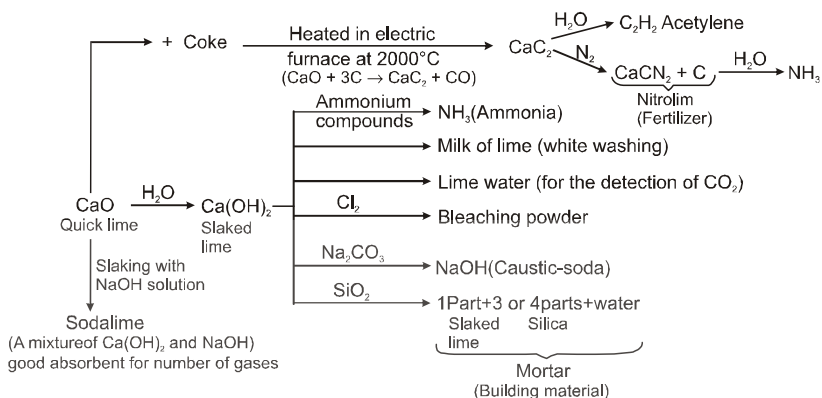 + Coke
Heated in electric
furnace at 2000°C
(CaO + 3C → CaC₂ + CO)
CaC₂
H₂O
C₂H₂ Acetylene
N₂
CaCN₂ + C
H₂O
NH₃
Nitrolim
(Fertilizer)
Ammonium
compounds
NH₃(Ammonia)
Milk of lime (white washing)
Lime water (for the detection of CO₂)
CaO
Quick lime
H₂O
Ca(OH)₂
Slaked
lime
Cl₂
Bleaching powder
Na₂CO₃
NaOH(Caustic-soda)
SiO₂
1Part+3 or 4parts+water
Slaked
lime
Silica
Mortar
(Building material)
Slaking with
NaOH solution
Sodalime
(A mixtureof Ca(OH)₂ and NaOH)
good absorbent for number of gases